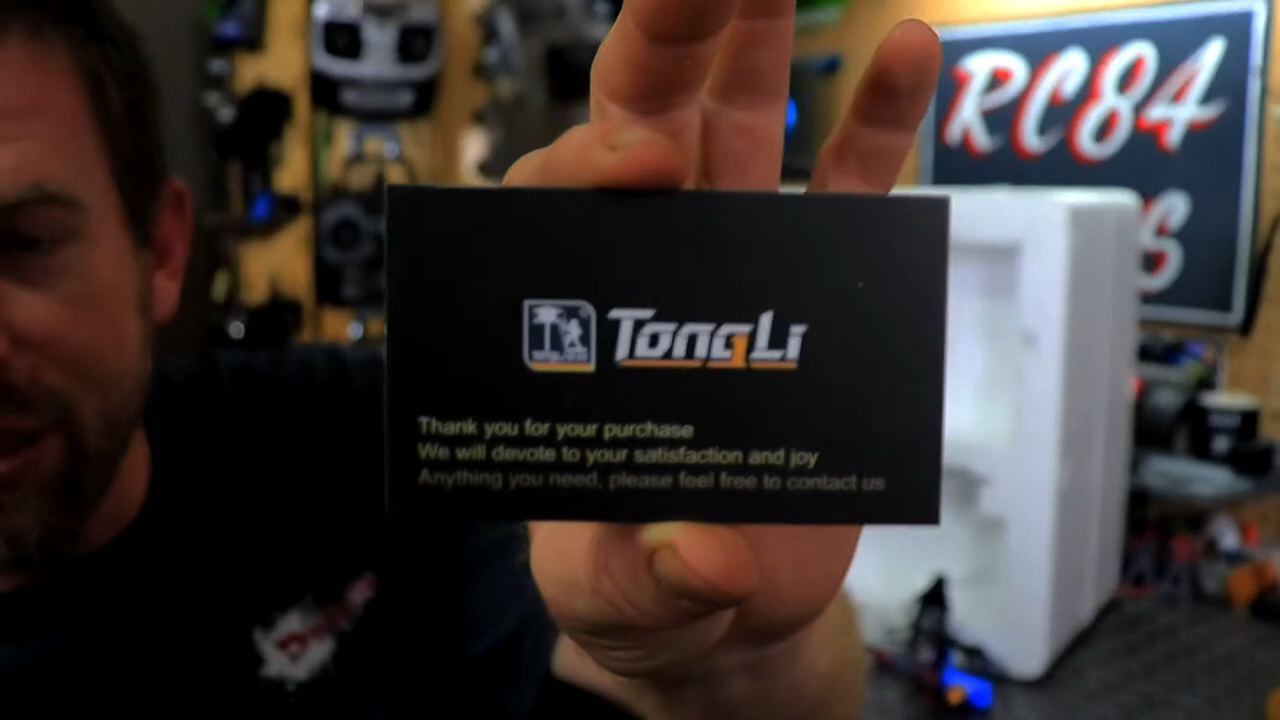 RC84
TongLi
Thank you for your purchase
We will devote to your satisfaction and joy
Anything you need, please feel free to contact us